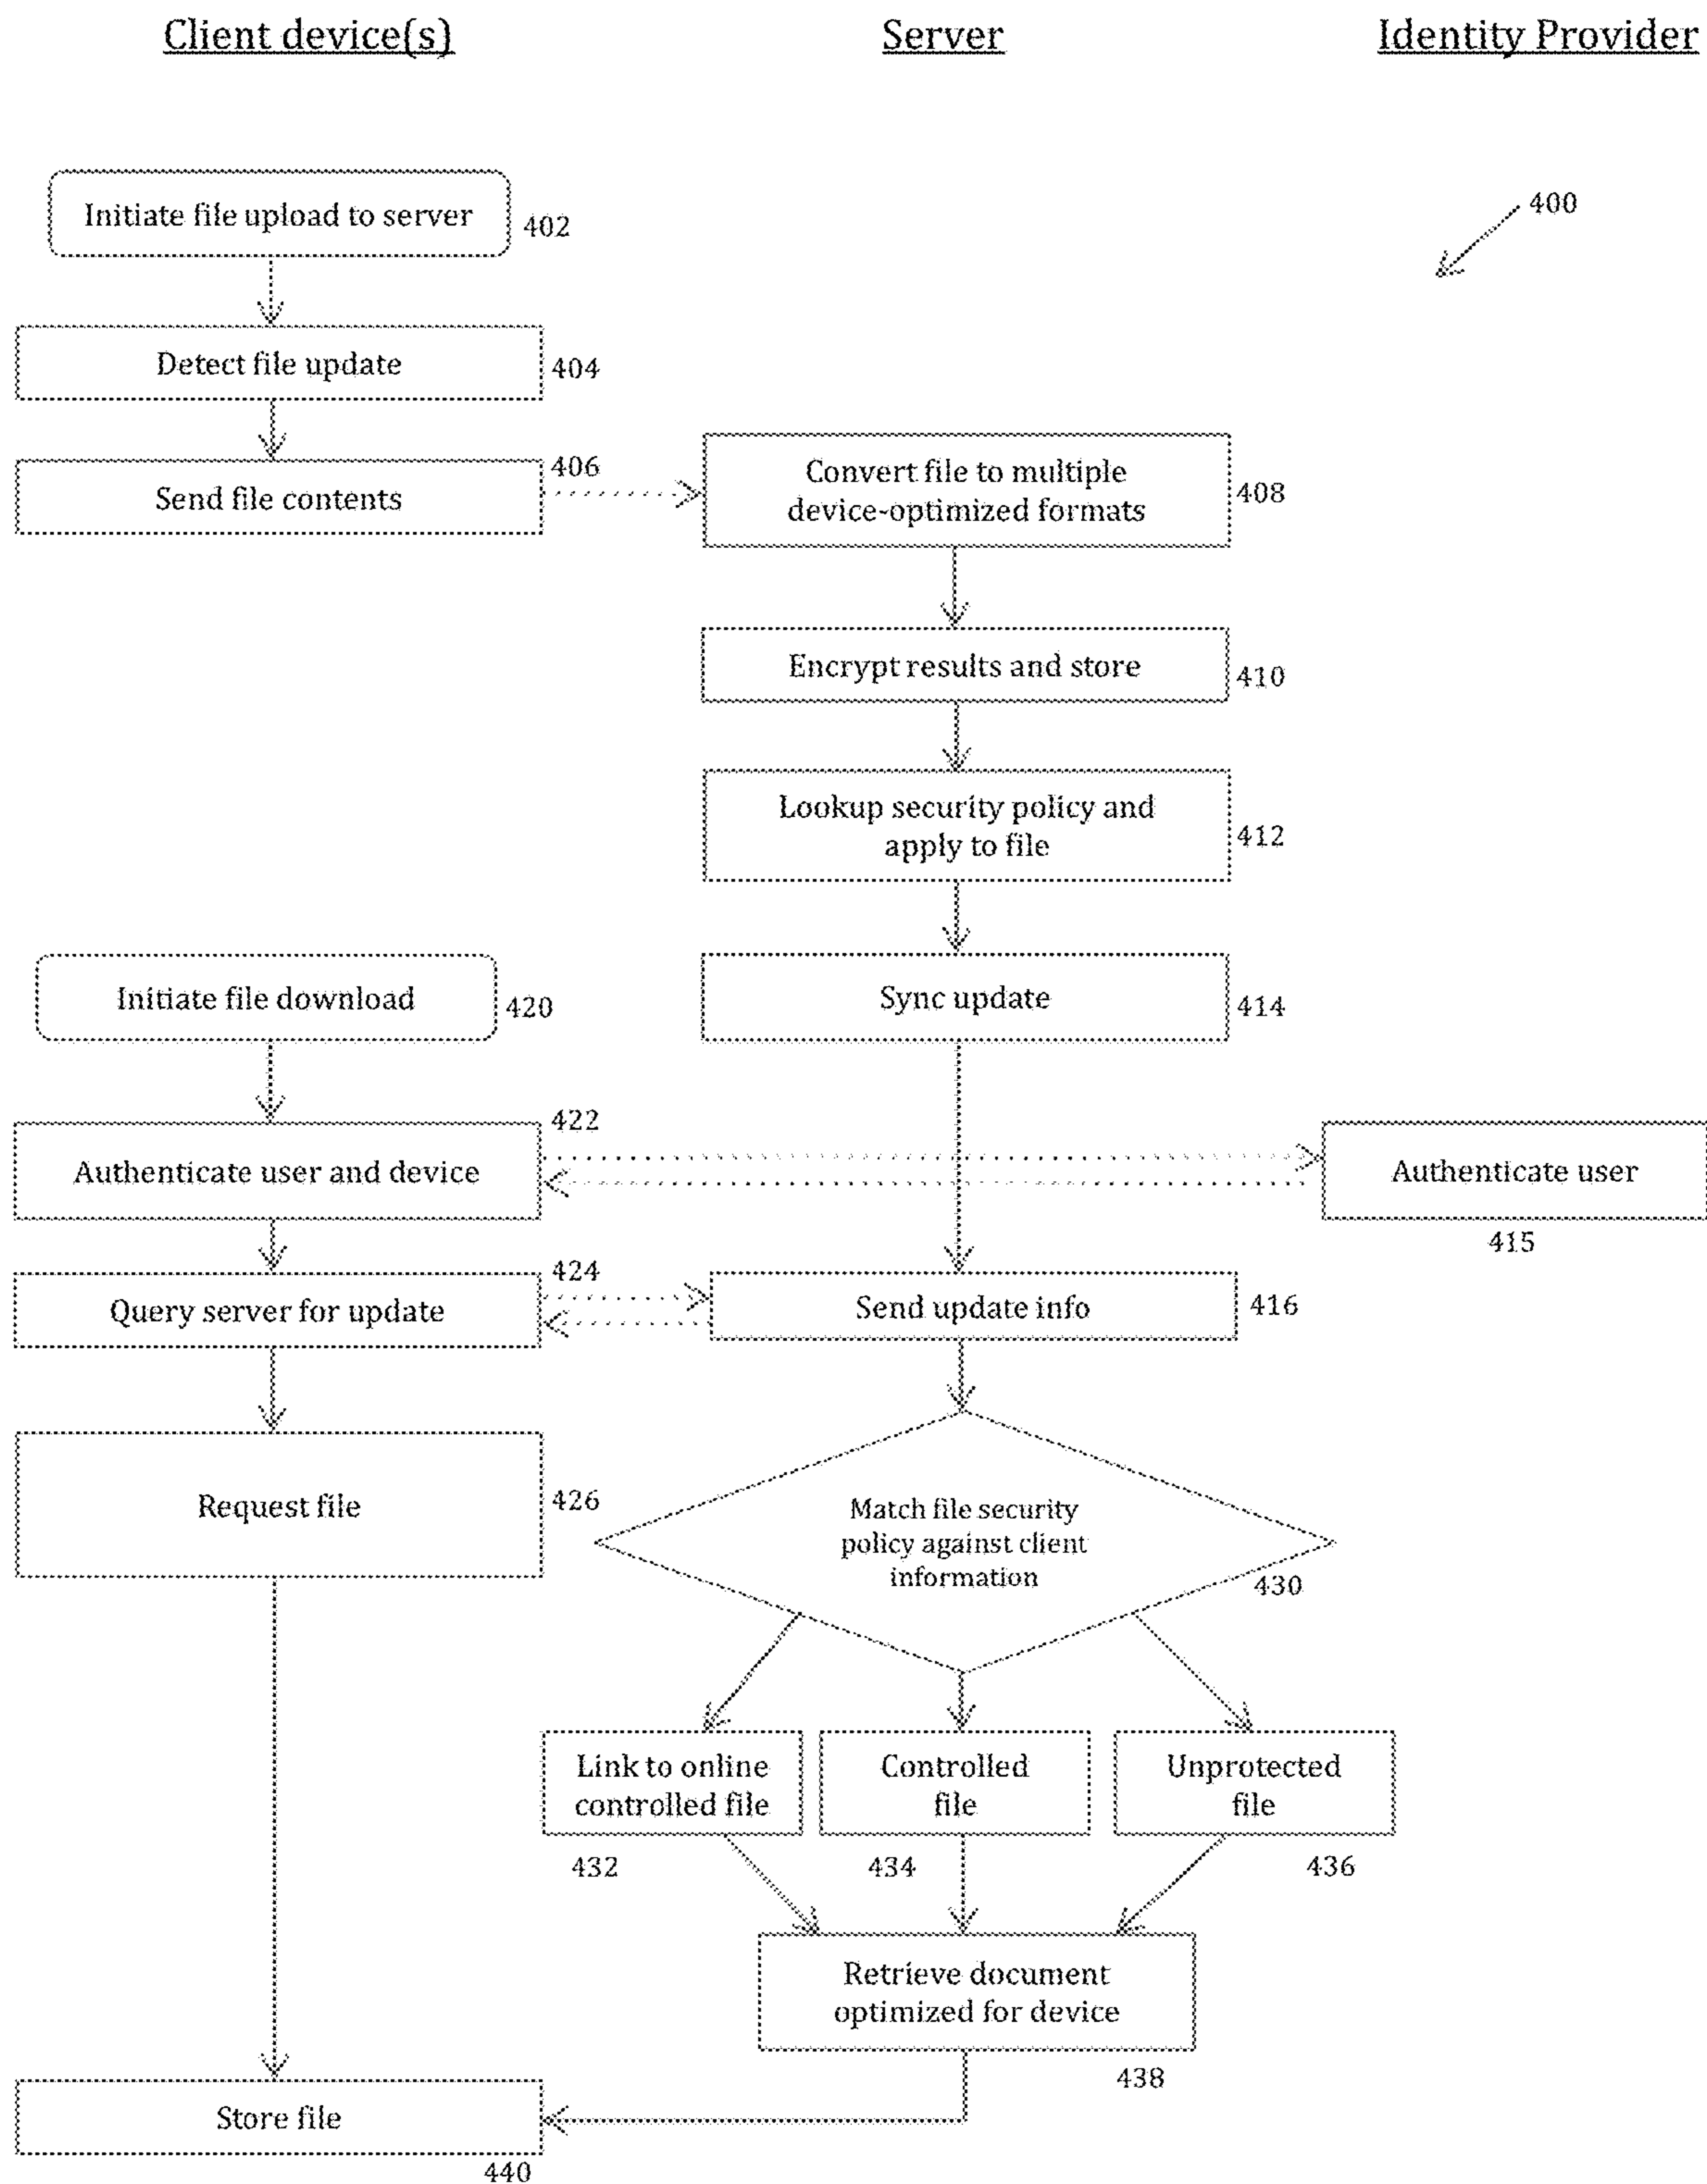 Client device(s)
Server
Identity Provider
400
Initiate file upload to server
402
Detect file update
404
Send file contents
406
Convert file to multiple
device-optimized formats
408
Encrypt results and store
410
Lookup security policy and
apply to file
412
Initiate file download
420
Sync update
414
Authenticate user and device
422
Authenticate user
415
Query server for update
424
Send update info
416
Request file
426
Match file security
policy against client
information
430
Link to online
controlled file
432
Controlled
file
434
Unprotected
file
436
Retrieve document
optimized for device
438
Store file
440